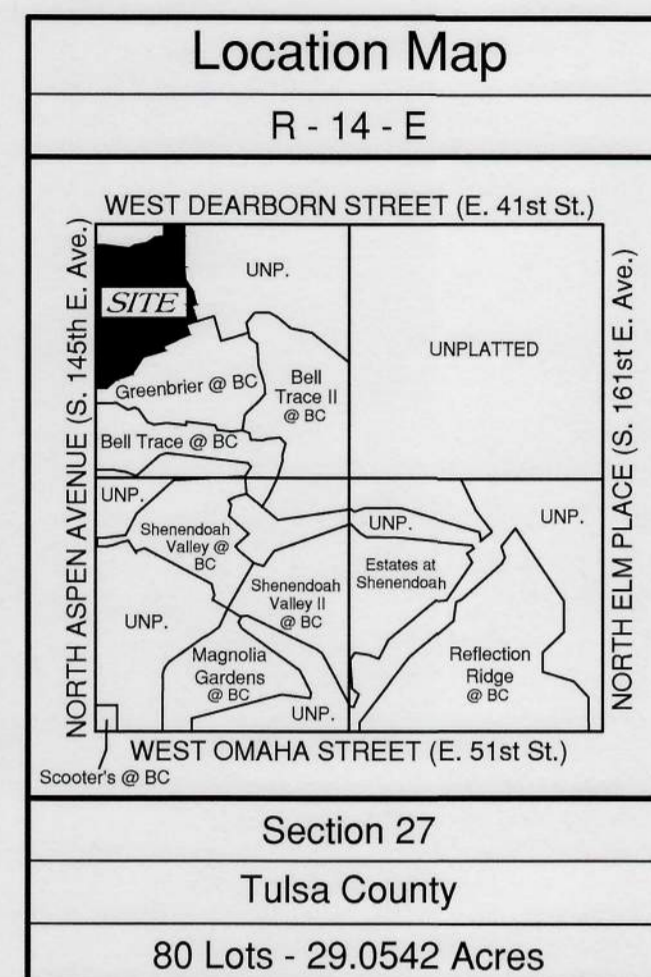 Location Map
R - 14 - E
WEST DEARBORN STREET (E. 41st St.)
NORTH ASPEN AVENUE (S. 145th E. Ave.)
NORTH ELM PLACE (S. 161st E. Ave.)
UNP.
SITE
UNPLATTED
Greenbrier @ BC
Bell
Trace II
@ BC
Bell Trace @ BC
UNP.
UNP.
UNP.
Shenendoah
Valley @
BC
Estates at
Shenendoah
Shenendoah
Valley II
@ BC
UNP.
Magnolia
Gardens
@ BC
Reflection
Ridge
@ BC
UNP.
WEST OMAHA STREET (E. 51st St.)
Scooter's @ BC
Section 27
Tulsa County
80 Lots - 29.0542 Acres